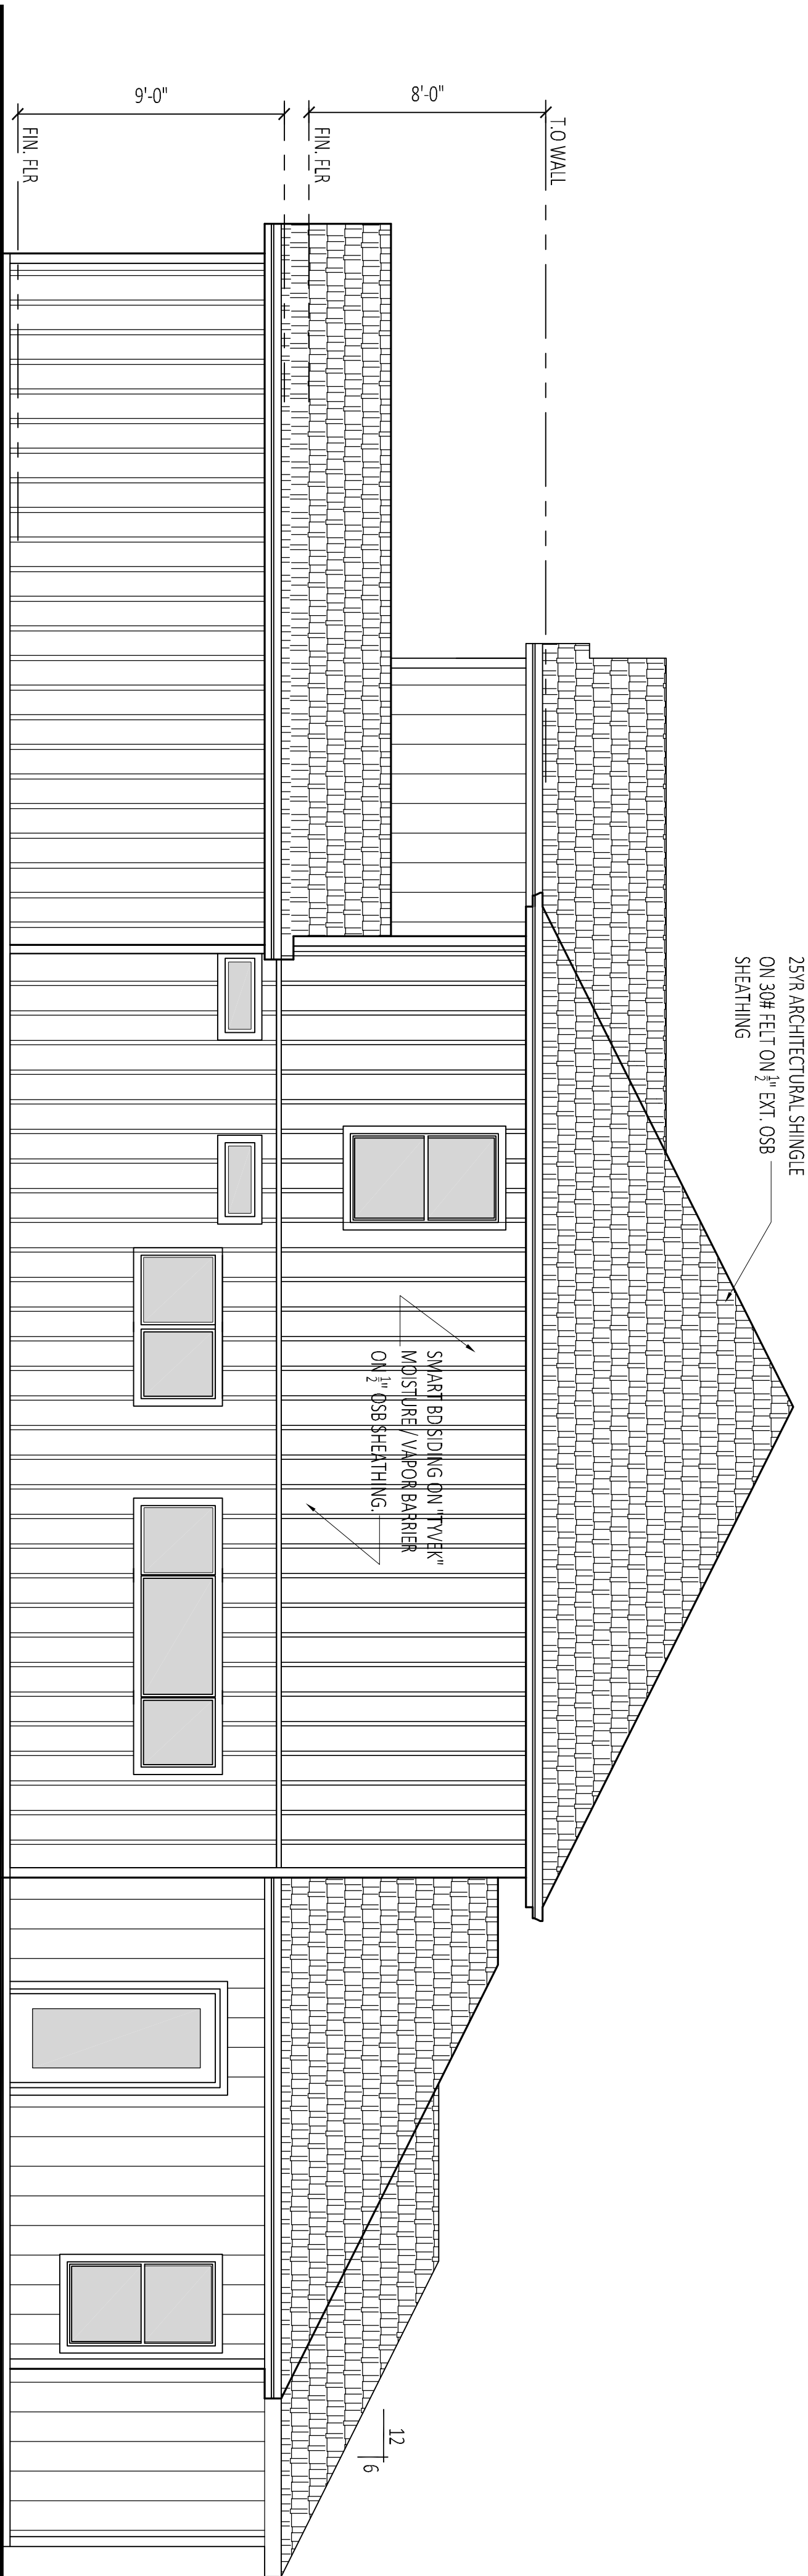 25YR ARCHITECTURAL SHINGLE
ON 30# FELT ON 1/2" EXT. OSB
SHEATHING
T.O WALL
8'-0"
FIN. FLR
9'-0"
FIN. FLR
SMART BD SIDING ON "TYVEK"
MOISTURE / VAPOR BARRIER
ON 1/2" OSB SHEATHING.
12
6